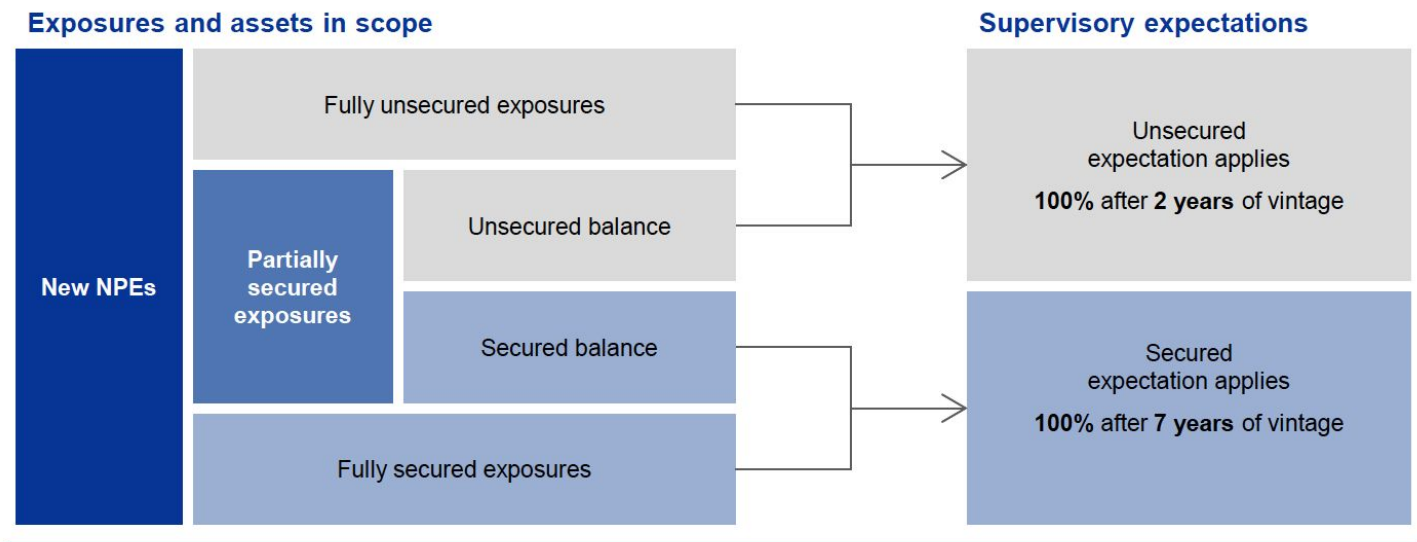 Exposures and assets in scope
Supervisory expectations
New NPEs
Fully unsecured exposures
Partially
secured
exposures
Unsecured balance
Secured balance
Fully secured exposures
Unsecured
expectation applies
100% after 2 years of vintage
Secured
expectation applies
100% after 7 years of vintage